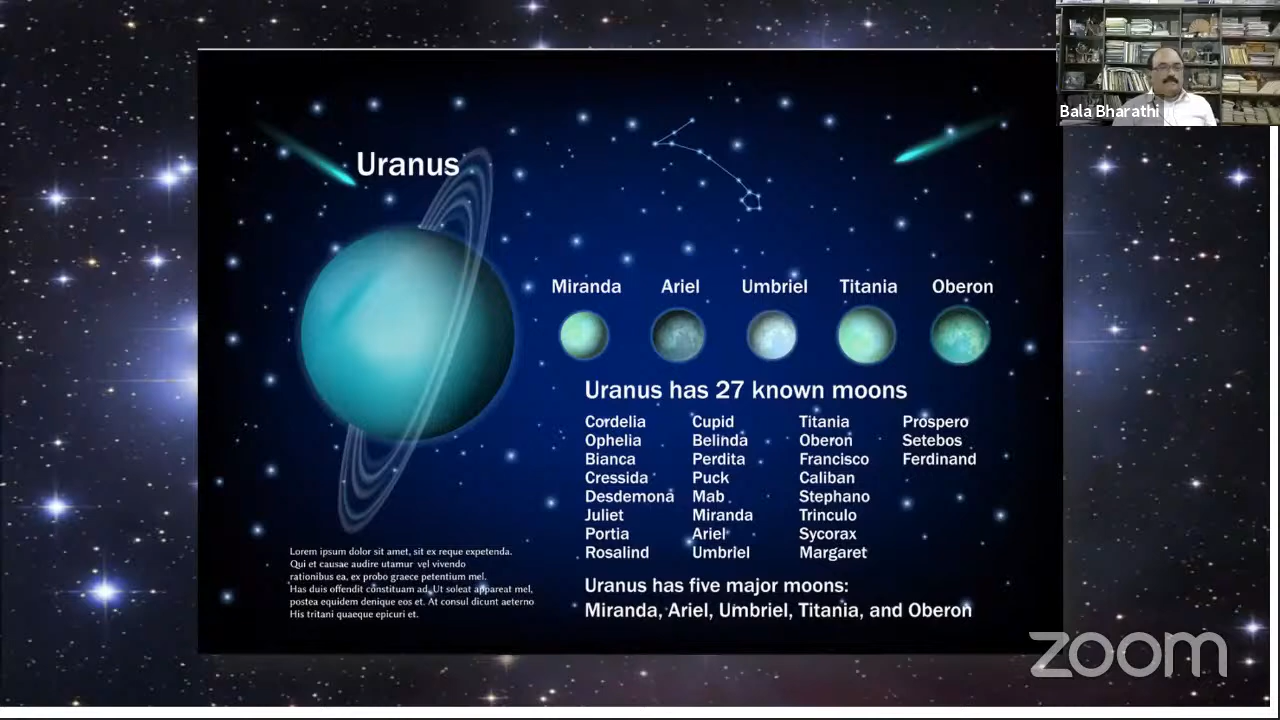 Bala Bharathi
Uranus
Miranda Ariel Umbriel Titania Oberon
Uranus has 27 known moons
Cordelia Cupid Titania Prospero
Ophelia Belinda Oberon Setebos
Bianca Perdita Francisco Ferdinand
Cressida Puck Caliban
Desdemona Mab Stephano
Juliet Miranda Trinculo
Portia Ariel Sycorax
Rosalind Umbriel Margaret
Uranus has five major moons:
Miranda, Ariel, Umbriel, Titania, and Oberon
Lorem ipsum dolor sit amet, sit ex reque expetenda.
Qui et causae audire utamur vel vivendo
rationibus ea, ex probo graece petentium mel.
Has duis offendit constituam ad. Ut soleat appareat mel,
postea equidem denique eos et. At consul dicunt aeterno
His tritani quaeque epicuri et.
zoom